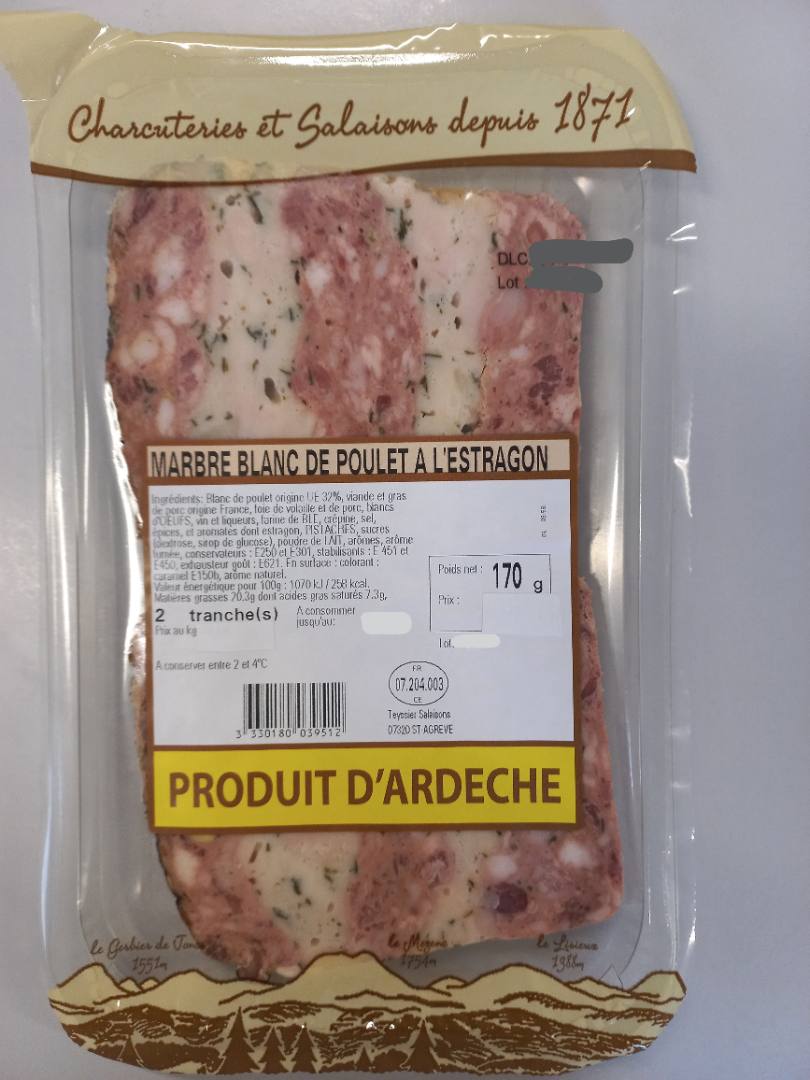 Charcuteries et Salaisons depuis 1871
DLC
Lot
MARBRE BLANC DE POULET A L'ESTRAGON
Ingrédients: Blanc de poulet origine UE 32%, viande et gras
de porc origine France, foie de volaille et de porc, blancs
d'OEUFS, vin et liqueurs, farine de BLE, crépine, sel,
épices, et aromates dont estragon, PISTACHES, sucres
(dextrose, sirop de glucose), poudre de LAIT, arômes, arôme
fumée, conservateurs : E250 et E301, stabilisants : E 451 et
E450, exhausteur goût : E621. En surface : colorant :
caramel E150b, arôme naturel.
Valeur énergétique pour 100g : 1070 kJ / 258 kcal.
Matières grasses 20.3g dont acides gras saturés 7.3g,
2 tranche(s)
A consommer
jusqu'au:
Prix au kg
Poids net : 170 g
Prix :
Lot.
A conserver entre 2 et 4°C
3 330180 039512
FR
07.204.003
CE
Teyssier Salaisons
07320 ST AGREVE
PRODUIT D'ARDECHE
le Gerbier de Jonc
1551m
le Mézenc
1754m
le Lisieux
1388m